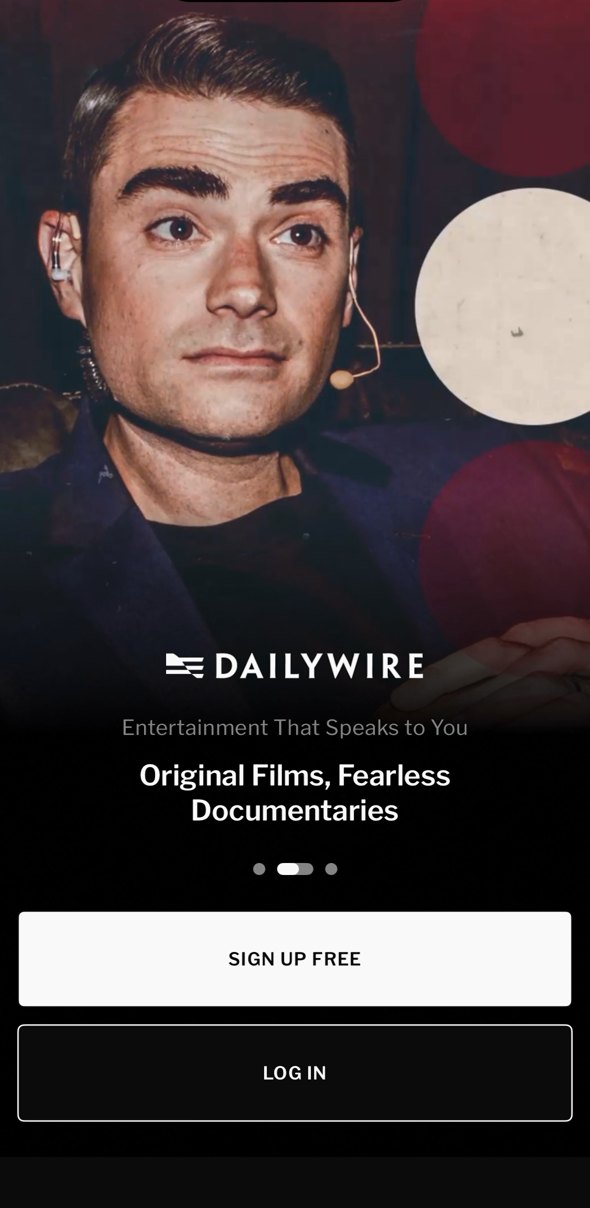 DAILYWIRE
Entertainment That Speaks to You
Original Films, Fearless
Documentaries
SIGN UP FREE
LOG IN